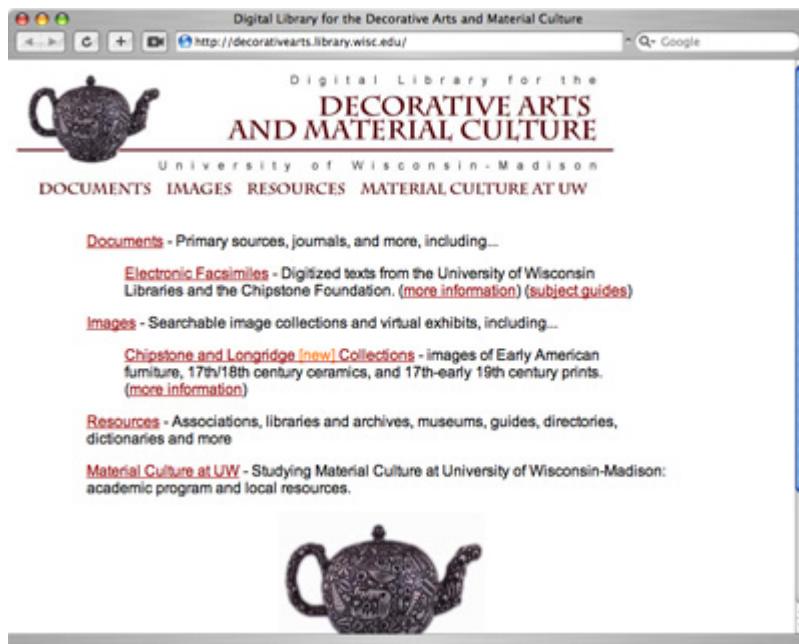 Digital Library for the Decorative Arts and Material Culture
http://decorativearts.library.wisc.edu/
Google
Digital Library for the
DECORATIVE ARTS
AND MATERIAL CULTURE
University of Wisconsin-Madison
DOCUMENTS IMAGES RESOURCES MATERIAL CULTURE AT UW
Documents - Primary sources, journals, and more, including...
Electronic Facsimiles - Digitized texts from the University of Wisconsin
Libraries and the Chipstone Foundation. (more information) (subject guides)
Images - Searchable image collections and virtual exhibits, including...
Chipstone and Longridge [new] Collections - images of Early American
furniture, 17th/18th century ceramics, and 17th-early 19th century prints.
(more information)
Resources - Associations, libraries and archives, museums, guides, directories,
dictionaries and more
Material Culture at UW - Studying Material Culture at University of Wisconsin-Madison:
academic program and local resources.